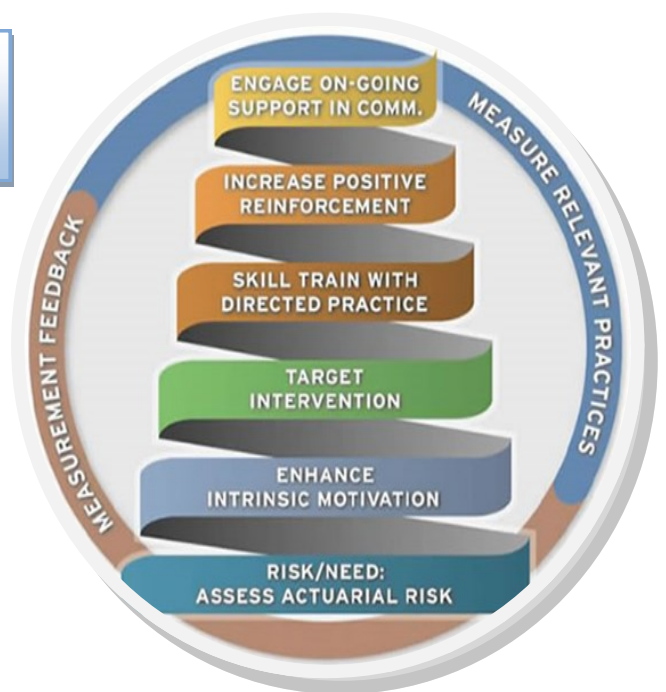 ENGAGE ON-GOING
SUPPORT IN COMM.
INCREASE POSITIVE
REINFORCEMENT
SKILL TRAIN WITH
DIRECTED PRACTICE
TARGET
INTERVENTION
ENHANCE
INTRINSIC MOTIVATION
RISK/NEED:
ASSESS ACTUARIAL RISK
MEASUREMENT FEEDBACK
MEASURE RELEVANT PRACTICES